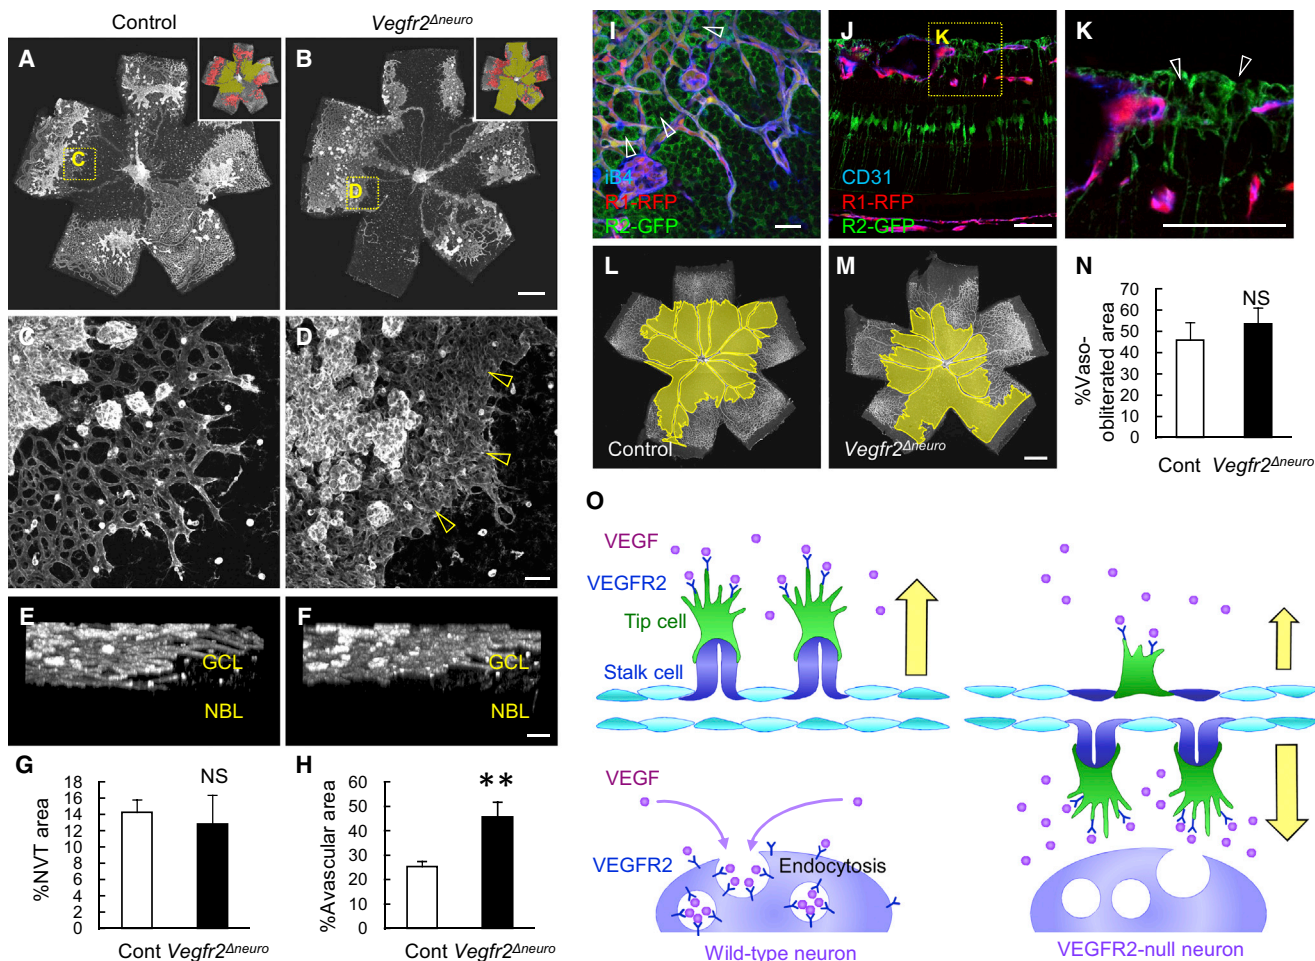 Control
Vegfr2Δneuro
A
B
C
D
C
D
E
GCL
NBL
F
GCL
NBL
G
%NVT area
18
16
14
12
10
8
6
4
2
0
NS
Cont Vegfr2Δneuro
H
%Avascular area
60
50
40
30
20
10
0
**
Cont Vegfr2Δneuro
I
iB4
R1-RFP
R2-GFP
J
K
CD31
R1-RFP
R2-GFP
K
L
Control
M
Vegfr2Δneuro
N
%Vaso-
obliterated area
70
60
50
40
30
20
10
0
NS
Cont Vegfr2Δneuro
O
VEGF
VEGFR2
Tip cell
Stalk cell
VEGF
VEGFR2
Endocytosis
Wild-type neuron
VEGFR2-null neuron